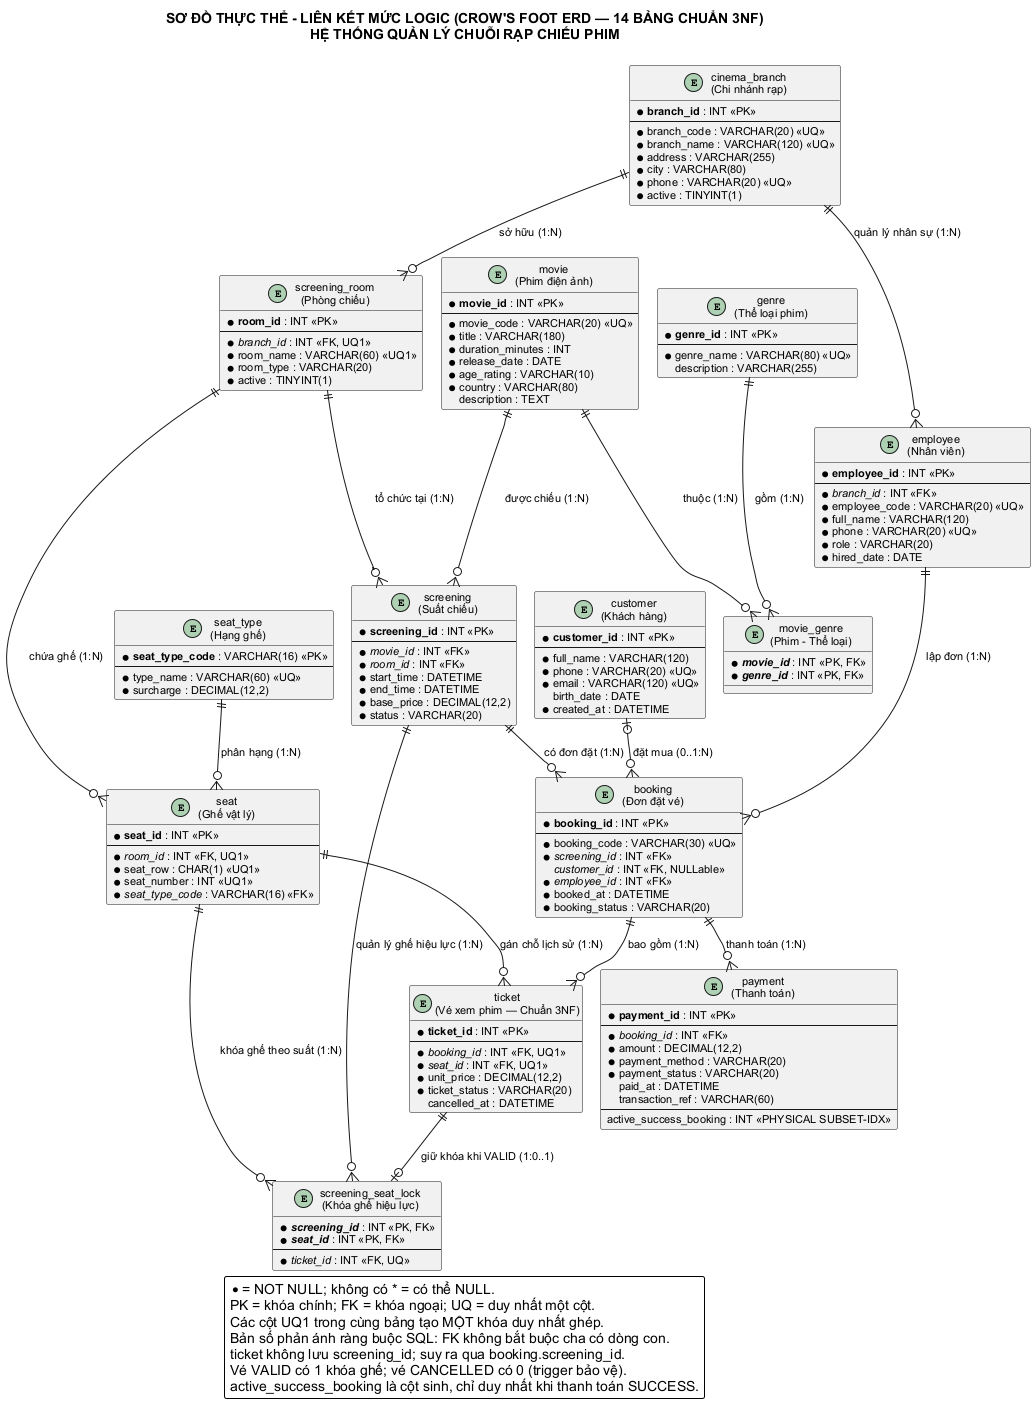 SƠ ĐỒ THỰC THỂ - LIÊN KẾT MỨC LOGIC (CROW'S FOOT ERD — 14 BẢNG CHUẨN 3NF)
HỆ THỐNG QUẢN LÝ CHUỖI RẠP CHIẾU PHIM
E
cinema_branch
(Chi nhánh rạp)
branch_id : INT «PK»
branch_code : VARCHAR(20) «UQ»
branch_name : VARCHAR(120) «UQ»
address : VARCHAR(255)
city : VARCHAR(80)
phone : VARCHAR(20) «UQ»
active : TINYINT(1)
sở hữu (1:N)
quản lý nhân sự (1:N)
E
screening_room
(Phòng chiếu)
room_id : INT «PK»
branch_id : INT «FK, UQ1»
room_name : VARCHAR(60) «UQ1»
room_type : VARCHAR(20)
active : TINYINT(1)
E
movie
(Phim điện ảnh)
movie_id : INT «PK»
movie_code : VARCHAR(20) «UQ»
title : VARCHAR(180)
duration_minutes : INT
release_date : DATE
age_rating : VARCHAR(10)
country : VARCHAR(80)
description : TEXT
E
genre
(Thể loại phim)
genre_id : INT «PK»
genre_name : VARCHAR(80) «UQ»
description : VARCHAR(255)
E
employee
(Nhân viên)
employee_id : INT «PK»
branch_id : INT «FK»
employee_code : VARCHAR(20) «UQ»
full_name : VARCHAR(120)
phone : VARCHAR(20) «UQ»
role : VARCHAR(20)
hired_date : DATE
tổ chức tại (1:N)
được chiếu (1:N)
thuộc (1:N)
gồm (1:N)
E
seat_type
(Hạng ghế)
seat_type_code : VARCHAR(16) «PK»
type_name : VARCHAR(60) «UQ»
surcharge : DECIMAL(12,2)
E
screening
(Suất chiếu)
screening_id : INT «PK»
movie_id : INT «FK»
room_id : INT «FK»
start_time : DATETIME
end_time : DATETIME
base_price : DECIMAL(12,2)
status : VARCHAR(20)
E
customer
(Khách hàng)
customer_id : INT «PK»
full_name : VARCHAR(120)
phone : VARCHAR(20) «UQ»
email : VARCHAR(120) «UQ»
birth_date : DATE
created_at : DATETIME
E
movie_genre
(Phim - Thể loại)
movie_id : INT «PK, FK»
genre_id : INT «PK, FK»
chứa ghế (1:N)
lập đơn (1:N)
phân hạng (1:N)
có đơn đặt (1:N)
đặt mua (0..1:N)
E
seat
(Ghế vật lý)
seat_id : INT «PK»
room_id : INT «FK, UQ1»
seat_row : CHAR(1) «UQ1»
seat_number : INT «UQ1»
seat_type_code : VARCHAR(16) «FK»
E
booking
(Đơn đặt vé)
booking_id : INT «PK»
booking_code : VARCHAR(30) «UQ»
screening_id : INT «FK»
customer_id : INT «FK, NULLable»
employee_id : INT «FK»
booked_at : DATETIME
booking_status : VARCHAR(20)
quản lý ghế hiệu lực (1:N)
gán chỗ lịch sử (1:N)
bao gồm (1:N)
thanh toán (1:N)
E
ticket
(Vé xem phim — Chuẩn 3NF)
ticket_id : INT «PK»
booking_id : INT «FK, UQ1»
seat_id : INT «FK, UQ1»
unit_price : DECIMAL(12,2)
ticket_status : VARCHAR(20)
cancelled_at : DATETIME
E
payment
(Thanh toán)
payment_id : INT «PK»
booking_id : INT «FK»
amount : DECIMAL(12,2)
payment_method : VARCHAR(20)
payment_status : VARCHAR(20)
paid_at : DATETIME
transaction_ref : VARCHAR(60)
active_success_booking : INT «PHYSICAL SUBSET-IDX»
khóa ghế theo suất (1:N)
giữ khóa khi VALID (1:0..1)
E
screening_seat_lock
(Khóa ghế hiệu lực)
screening_id : INT «PK, FK»
seat_id : INT «PK, FK»
ticket_id : INT «FK, UQ»
• = NOT NULL; không có * = có thể NULL.
PK = khóa chính; FK = khóa ngoại; UQ = duy nhất một cột.
Các cột UQ1 trong cùng bảng tạo MỘT khóa duy nhất ghép.
Bản số phản ánh ràng buộc SQL: FK không bắt buộc cha có dòng con.
ticket không lưu screening_id; suy ra qua booking.screening_id.
Vé VALID có 1 khóa ghế; vé CANCELLED có 0 (trigger bảo vệ).
active_success_booking là cột sinh, chỉ duy nhất khi thanh toán SUCCESS.